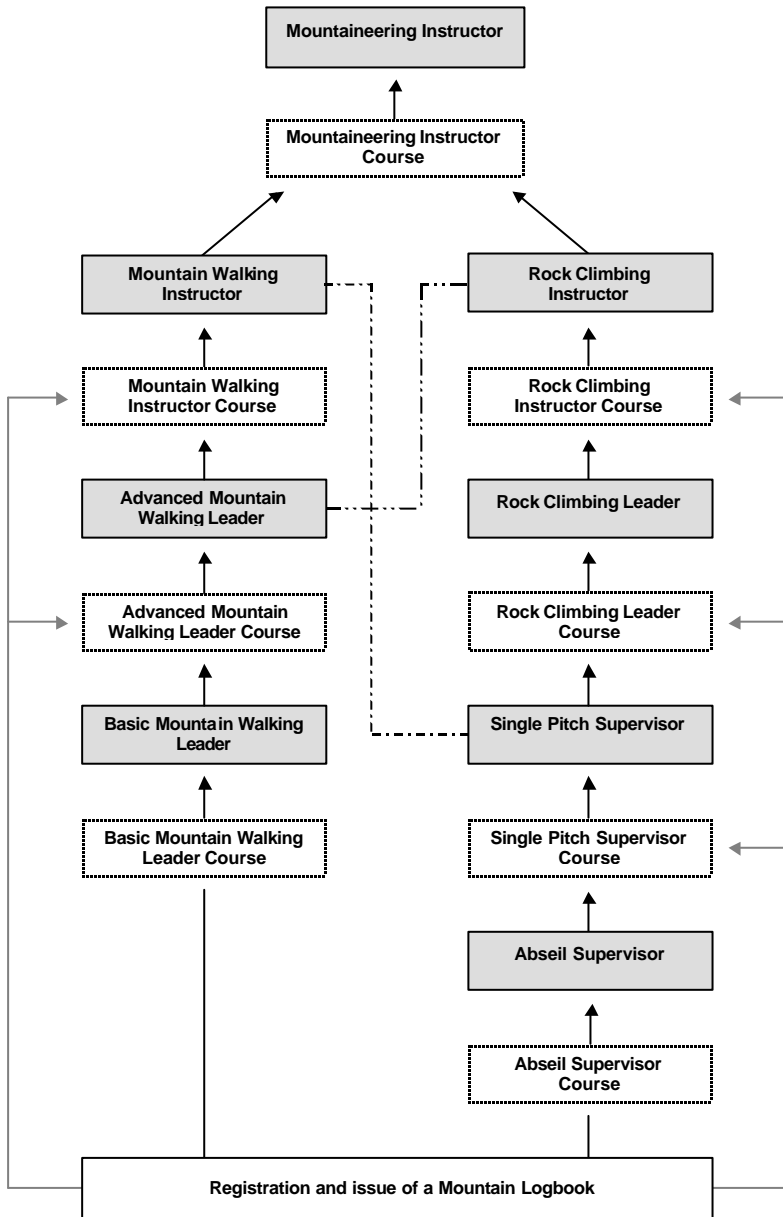 Mountaineering Instructor
Mountaineering Instructor
Course
Mountain Walking
Instructor
Rock Climbing
Instructor
Mountain Walking
Instructor Course
Rock Climbing
Instructor Course
Advanced Mountain
Walking Leader
Rock Climbing Leader
Advanced Mountain
Walking Leader Course
Rock Climbing Leader
Course
Basic Mountain Walking
Leader
Single Pitch Supervisor
Basic Mountain Walking
Leader Course
Single Pitch Supervisor
Course
Abseil Supervisor
Abseil Supervisor
Course
Registration and issue of a Mountain Logbook